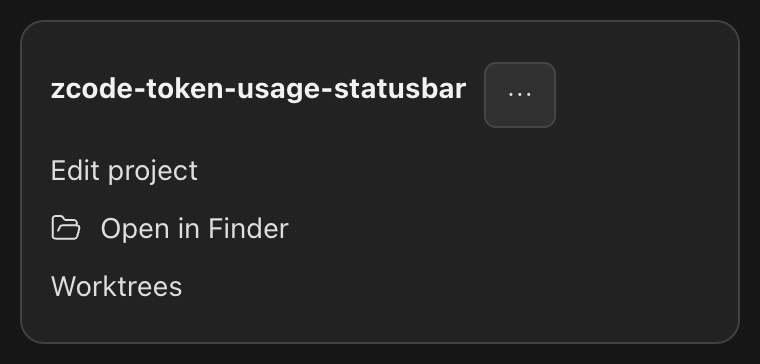 zcode-token-usage-statusbar ...
Edit project
Open in Finder
Worktrees